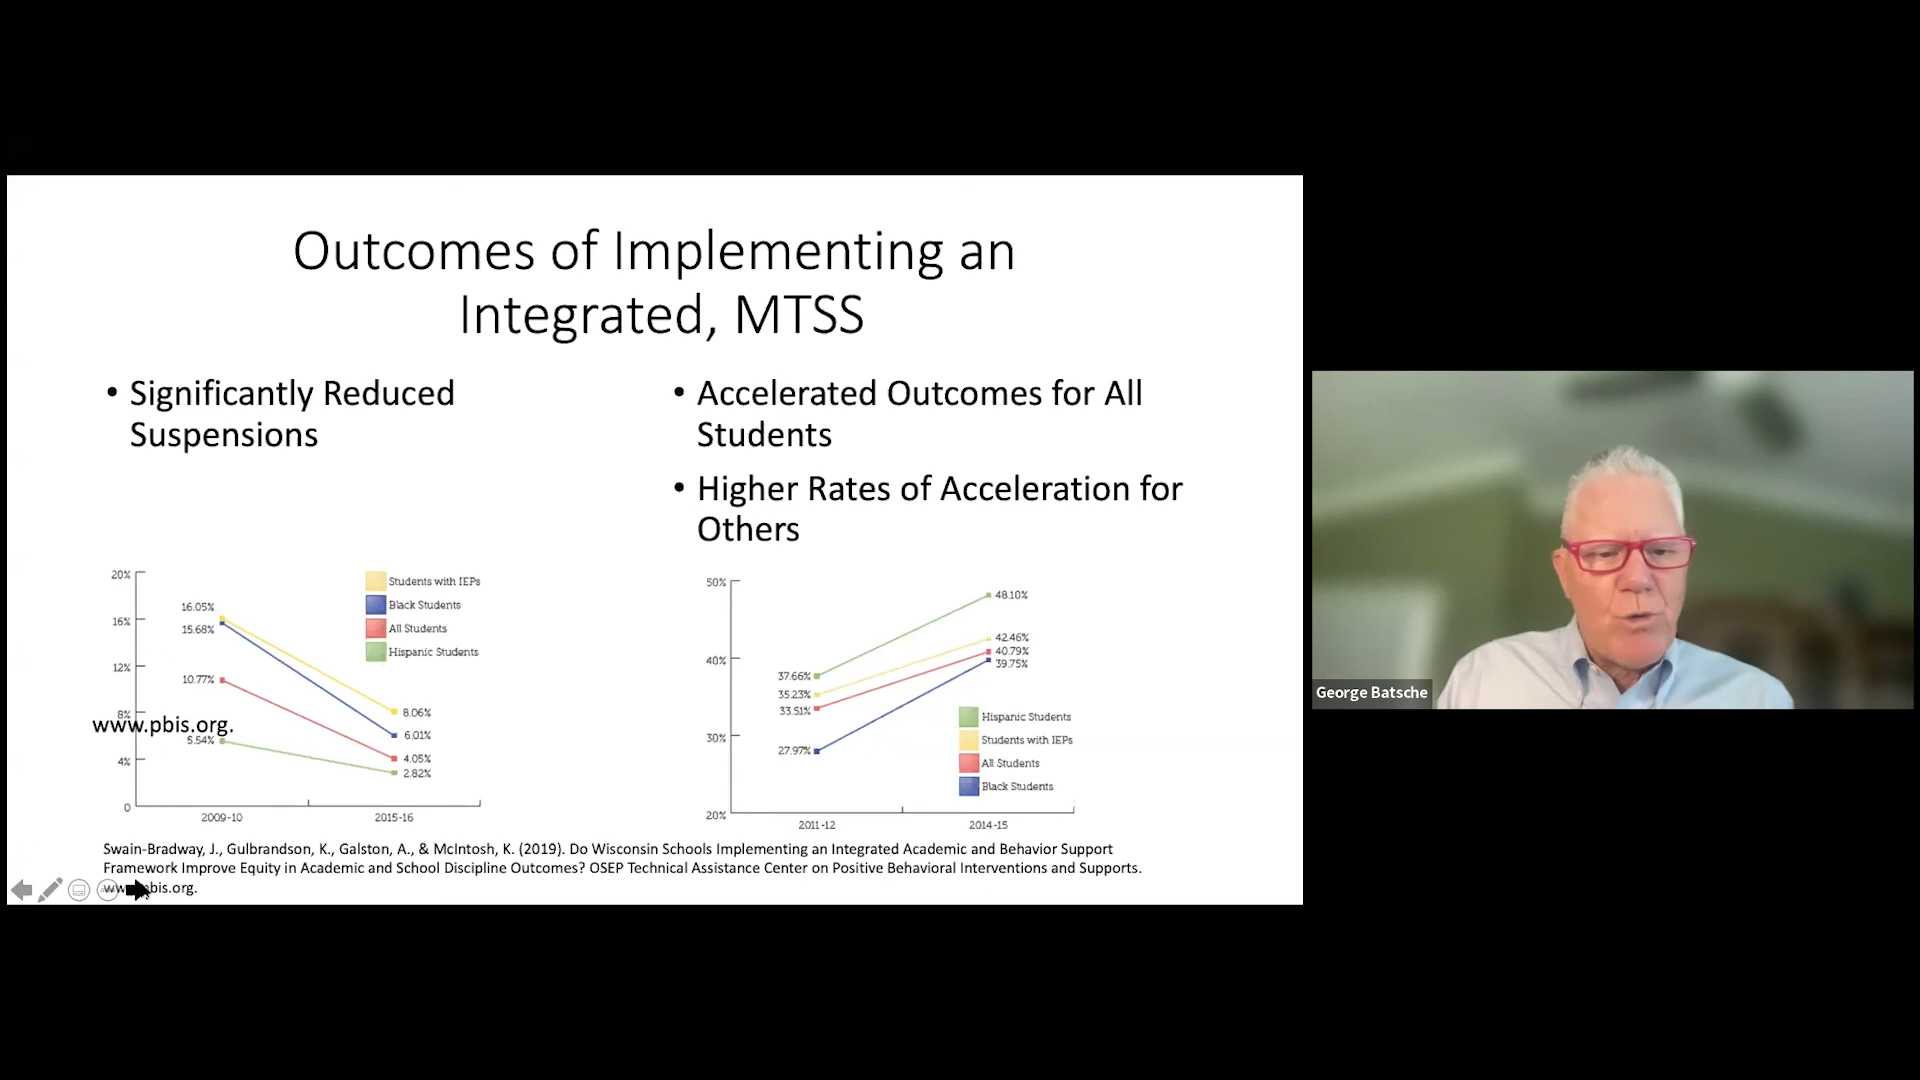 Outcomes of Implementing an
Integrated, MTSS
• Significantly Reduced
Suspensions
• Accelerated Outcomes for All
Students
• Higher Rates of Acceleration for
Others
20%
16%
12%
8%
4%
0
16.05%
15.68%
10.77%
5.54%
8.06%
6.01%
4.05%
2.82%
Students with IEPs
Black Students
All Students
Hispanic Students
2009-10
2015-16
www.pbis.org.
50%
40%
30%
20%
37.66%
35.23%
33.51%
27.97%
48.10%
42.46%
40.79%
39.75%
Hispanic Students
Students with IEPs
All Students
Black Students
2011-12
2014-15
Swain-Bradway, J., Gulbrandson, K., Galston, A., & McIntosh, K. (2019). Do Wisconsin Schools Implementing an Integrated Academic and Behavior Support
Framework Improve Equity in Academic and School Discipline Outcomes? OSEP Technical Assistance Center on Positive Behavioral Interventions and Supports.
www.pbis.org.
George Batsche